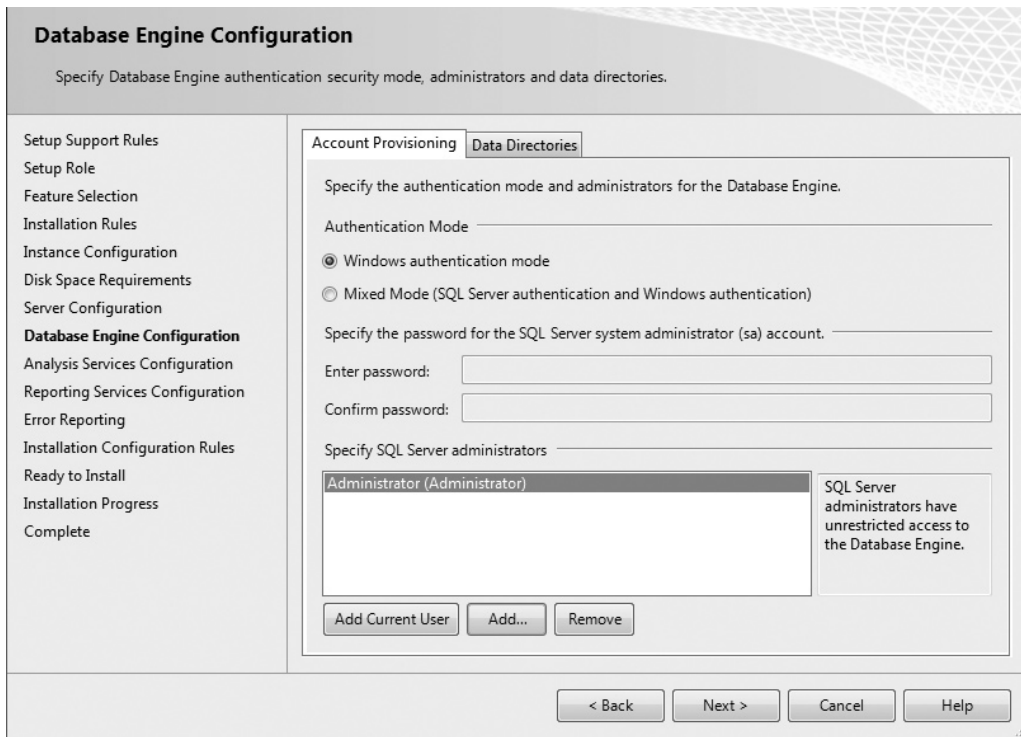 Database Engine Configuration
Specify Database Engine authentication security mode, administrators and data directories.
Setup Support Rules
Setup Role
Feature Selection
Installation Rules
Instance Configuration
Disk Space Requirements
Server Configuration
Database Engine Configuration
Analysis Services Configuration
Reporting Services Configuration
Error Reporting
Installation Configuration Rules
Ready to Install
Installation Progress
Complete
Account Provisioning
Data Directories
Specify the authentication mode and administrators for the Database Engine.
Authentication Mode
Windows authentication mode
Mixed Mode (SQL Server authentication and Windows authentication)
Specify the password for the SQL Server system administrator (sa) account.
Enter password:
Confirm password:
Specify SQL Server administrators
Administrator (Administrator)
SQL Server
administrators have
unrestricted access to
the Database Engine.
Add Current User
Add...
Remove
< Back
Next >
Cancel
Help